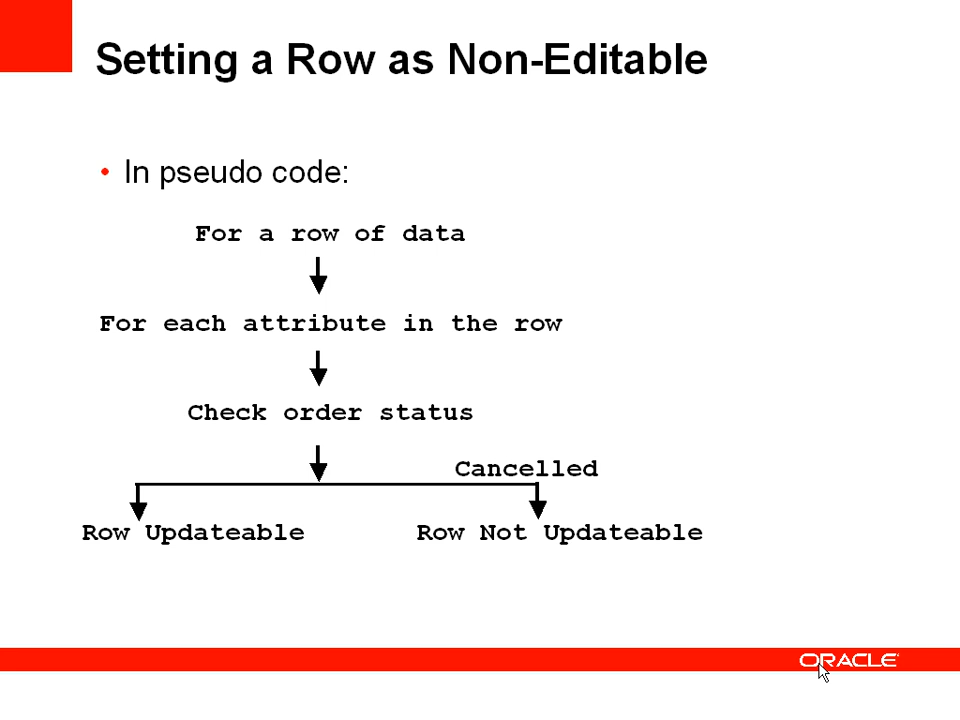 Setting a Row as Non-Editable
• In pseudo code:
For a row of data
For each attribute in the row
Check order status
Cancelled
Row Updateable
Row Not Updateable
ORACLE